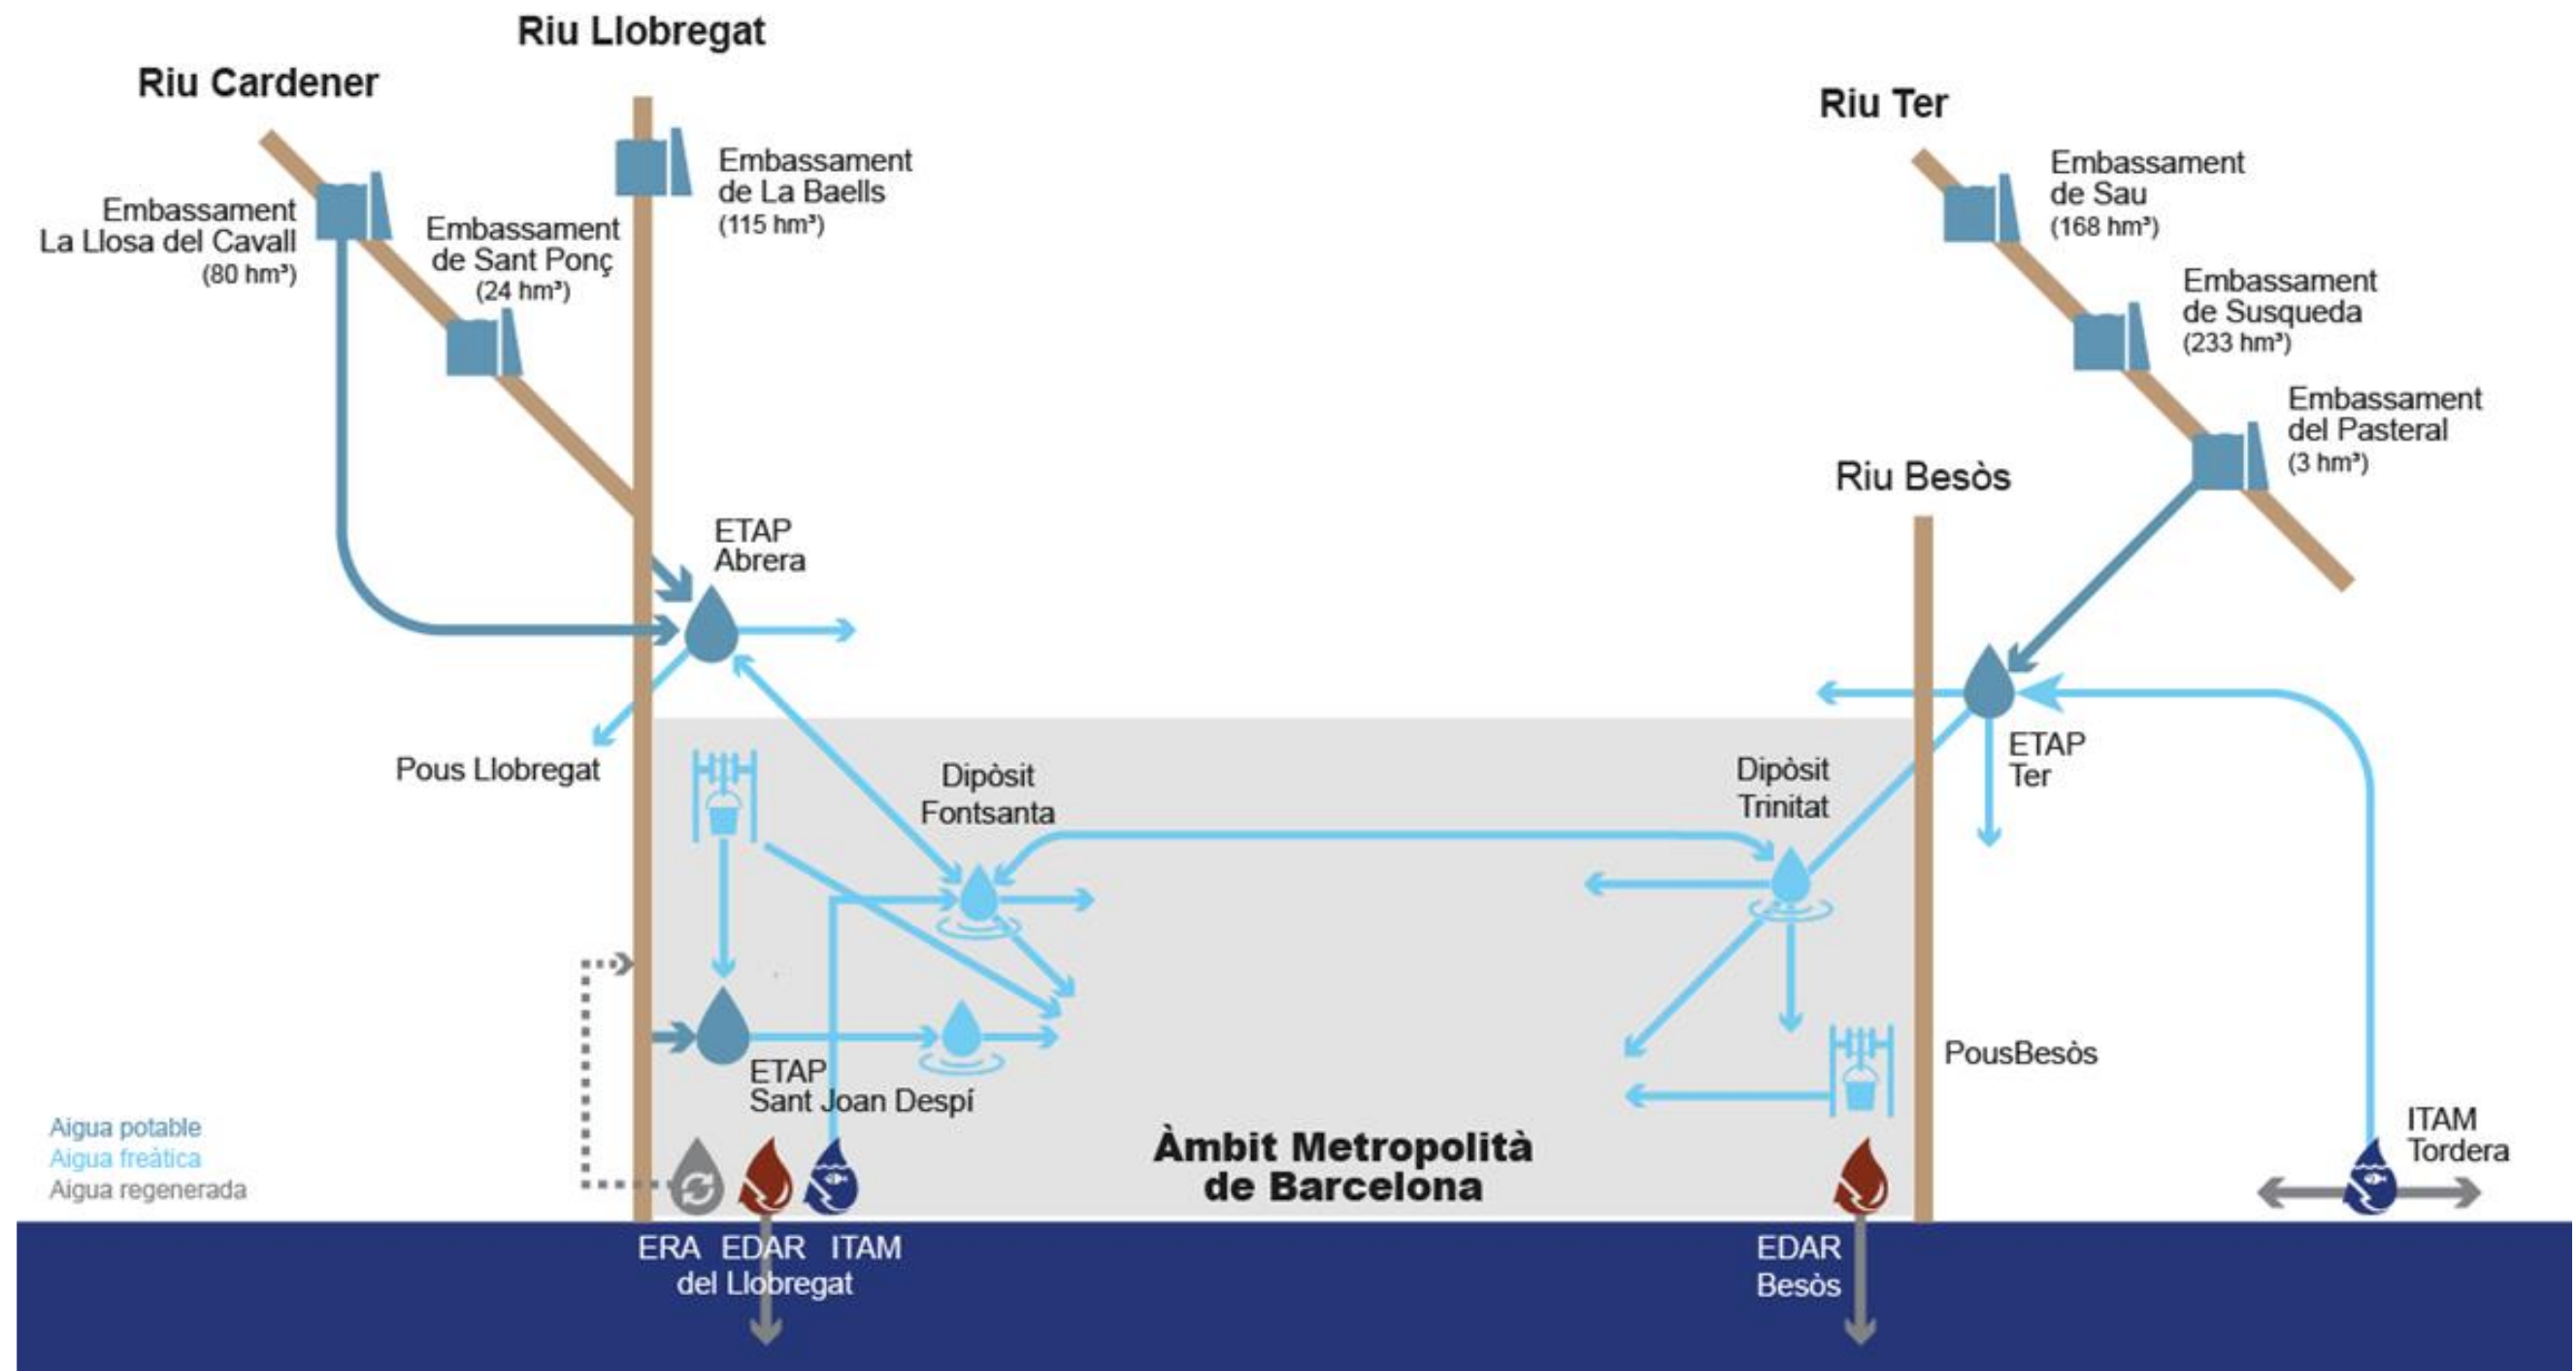 Riu Llobregat
Riu Cardener
Riu Ter
Embassament
de La Baells
(115 hm³)
Embassament
La Llosa del Cavall
(80 hm³)
Embassament
de Sant Ponç
(24 hm³)
Embassament
de Sau
(168 hm³)
Embassament
de Susqueda
(233 hm³)
Embassament
del Pasteral
(3 hm³)
Riu Besòs
ETAP
Abrera
Pous Llobregat
Dipòsit
Fontsanta
Dipòsit
Trinitat
ETAP
Ter
ETAP
Sant Joan Despí
PousBesòs
Aigua potable
Aigua freàtica
Aigua regenerada
Àmbit Metropolità
de Barcelona
ITAM
Tordera
ERA EDAR ITAM
del Llobregat
EDAR
Besòs